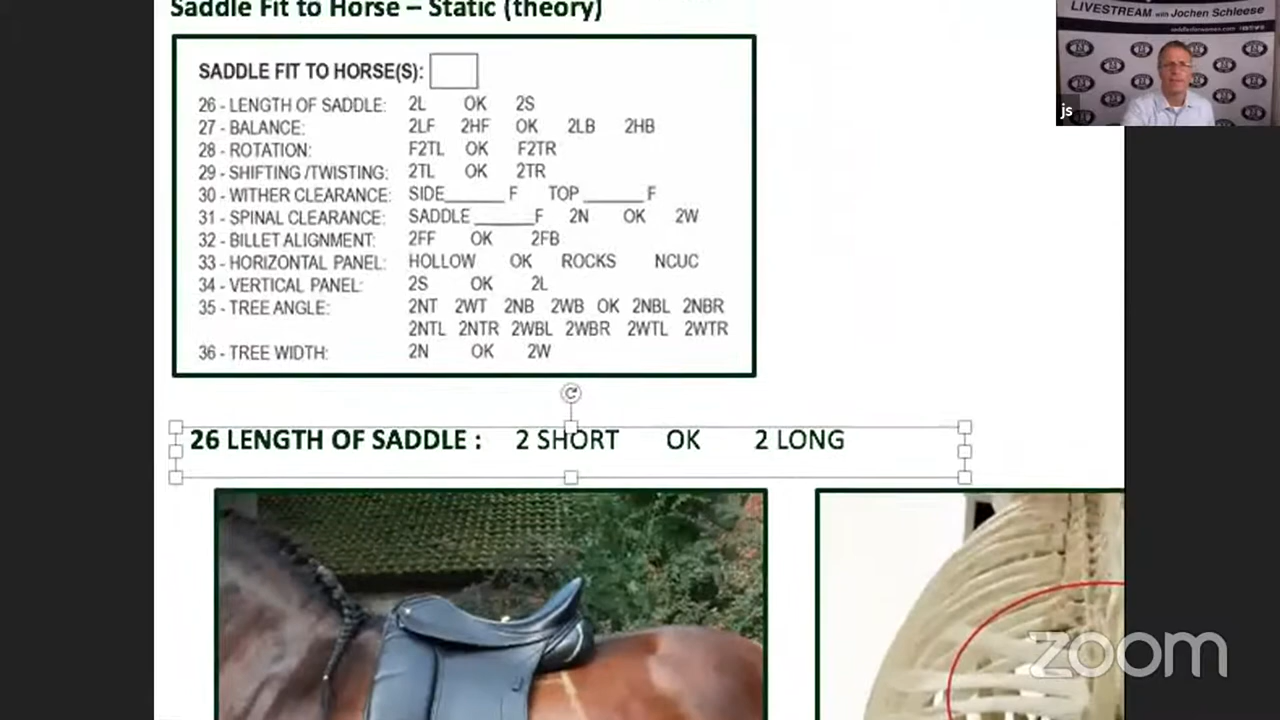 Saddle Fit to Horse – Static (theory)
LIVESTREAM with Jochen Schleese
js
SADDLE FIT TO HORSE(S):
26 - LENGTH OF SADDLE: 2L OK 2S
27 - BALANCE: 2LF 2HF OK 2LB 2HB
28 - ROTATION: F2TL OK F2TR
29 - SHIFTING /TWISTING: 2TL OK 2TR
30 - WITHER CLEARANCE: SIDE______ F TOP ______ F
31 - SPINAL CLEARANCE: SADDLE ______F 2N OK 2W
32 - BILLET ALIGNMENT: 2FF OK 2FB
33 - HORIZONTAL PANEL: HOLLOW OK ROCKS NCUC
34 - VERTICAL PANEL: 2S OK 2L
35 - TREE ANGLE: 2NT 2WT 2NB 2WB OK 2NBL 2NBR
2NTL 2NTR 2WBL 2WBR 2WTL 2WTR
36 - TREE WIDTH: 2N OK 2W
26 LENGTH OF SADDLE : 2 SHORT OK 2 LONG
zoom